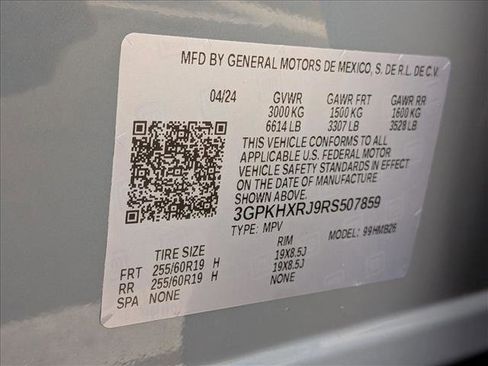 MFD BY GENERAL MOTORS DE MEXICO, S. DE R.L. DE C.V.
04/24 GVWR GAWR FRT GAWR RR
3000 KG 1500 KG 1600 KG
6614 LB 3307 LB 3528 LB
THIS VEHICLE CONFORMS TO ALL
APPLICABLE U.S. FEDERAL MOTOR
VEHICLE SAFETY STANDARDS IN EFFECT
ON THE DATE OF MANUFACTURE
SHOWN ABOVE.
3GPKHXRJ9RS507859
TYPE: MPV MODEL: 99HMB26
TIRE SIZE RIM
FRT 255/60R19 H 19X8.5J
RR 255/60R19 H 19X8.5J
SPA NONE NONE